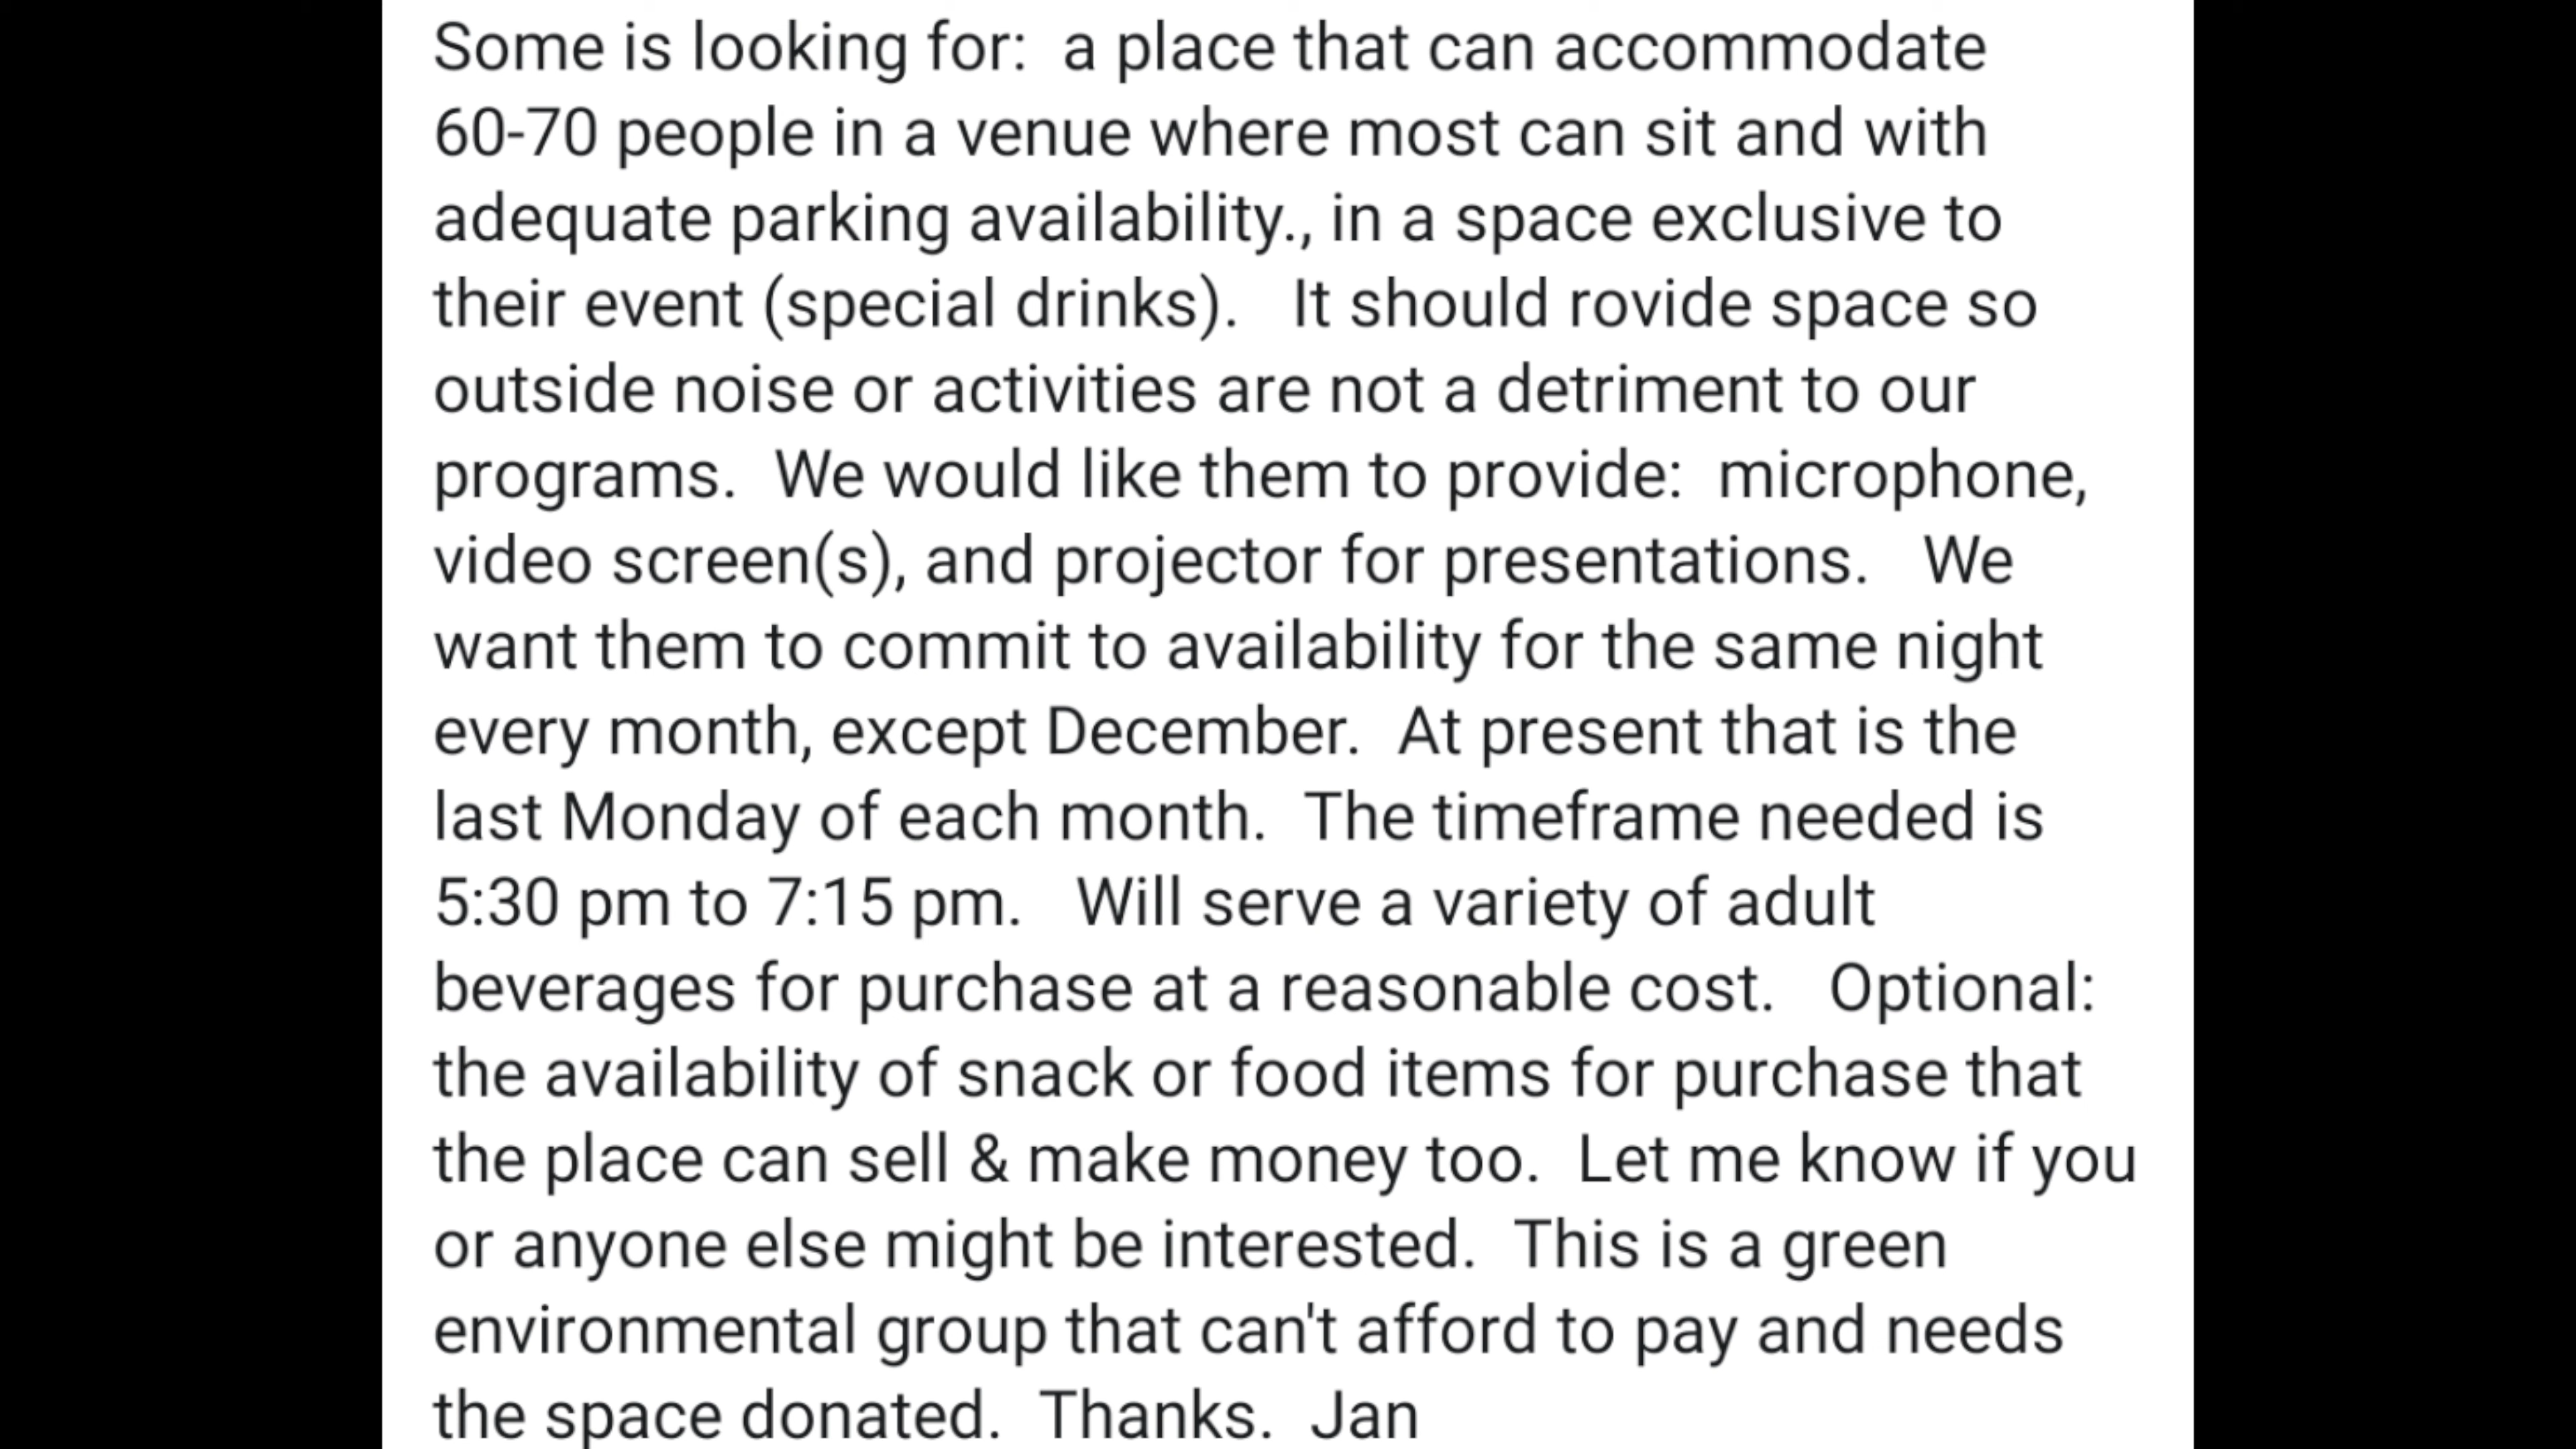 Some is looking for:  a place that can accommodate
60-70 people in a venue where most can sit and with
adequate parking availability., in a space exclusive to
their event (special drinks).   It should rovide space so
outside noise or activities are not a detriment to our
programs.  We would like them to provide:  microphone,
video screen(s), and projector for presentations.   We
want them to commit to availability for the same night
every month, except December.  At present that is the
last Monday of each month.  The timeframe needed is
5:30 pm to 7:15 pm.   Will serve a variety of adult
beverages for purchase at a reasonable cost.   Optional:
the availability of snack or food items for purchase that
the place can sell & make money too.  Let me know if you
or anyone else might be interested.  This is a green
environmental group that can't afford to pay and needs
the space donated.  Thanks.  Jan